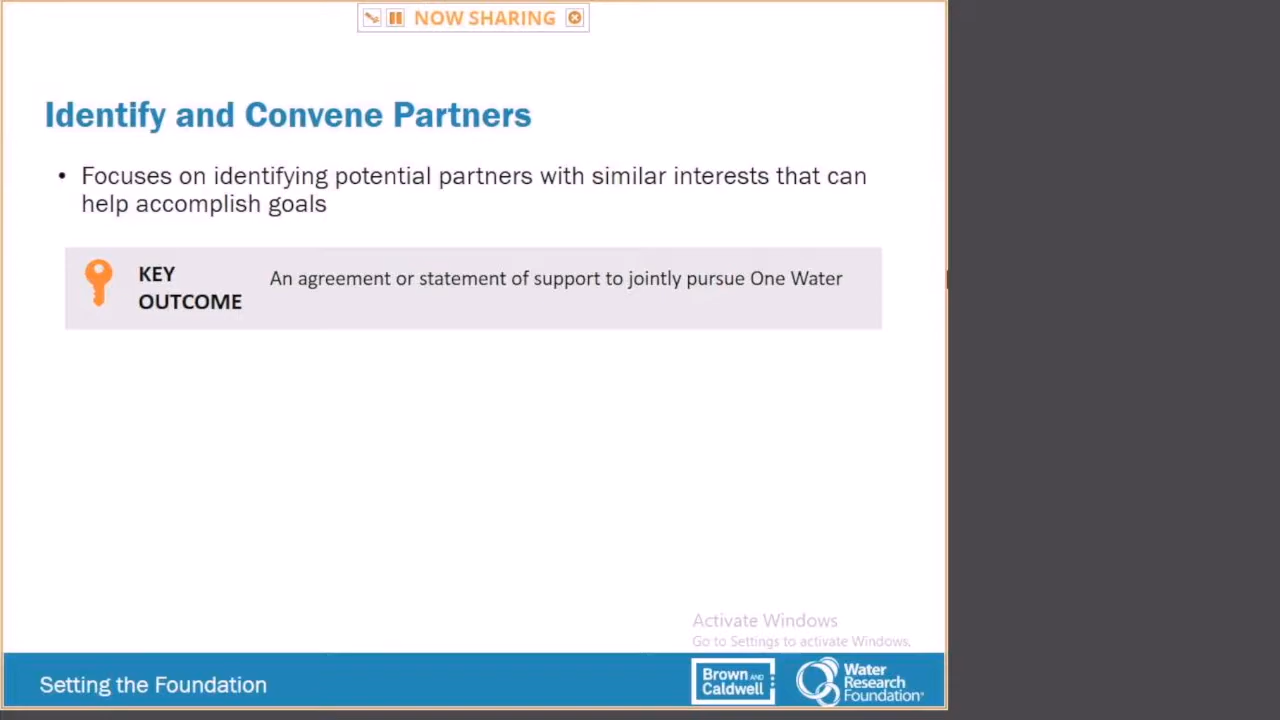 NOW SHARING
Identify and Convene Partners
• Focuses on identifying potential partners with similar interests that can
help accomplish goals
KEY
OUTCOME
An agreement or statement of support to jointly pursue One Water
Activate Windows
Go to Settings to activate Windows.
Setting the Foundation
Brown AND
Caldwell
Water
Research
Foundation